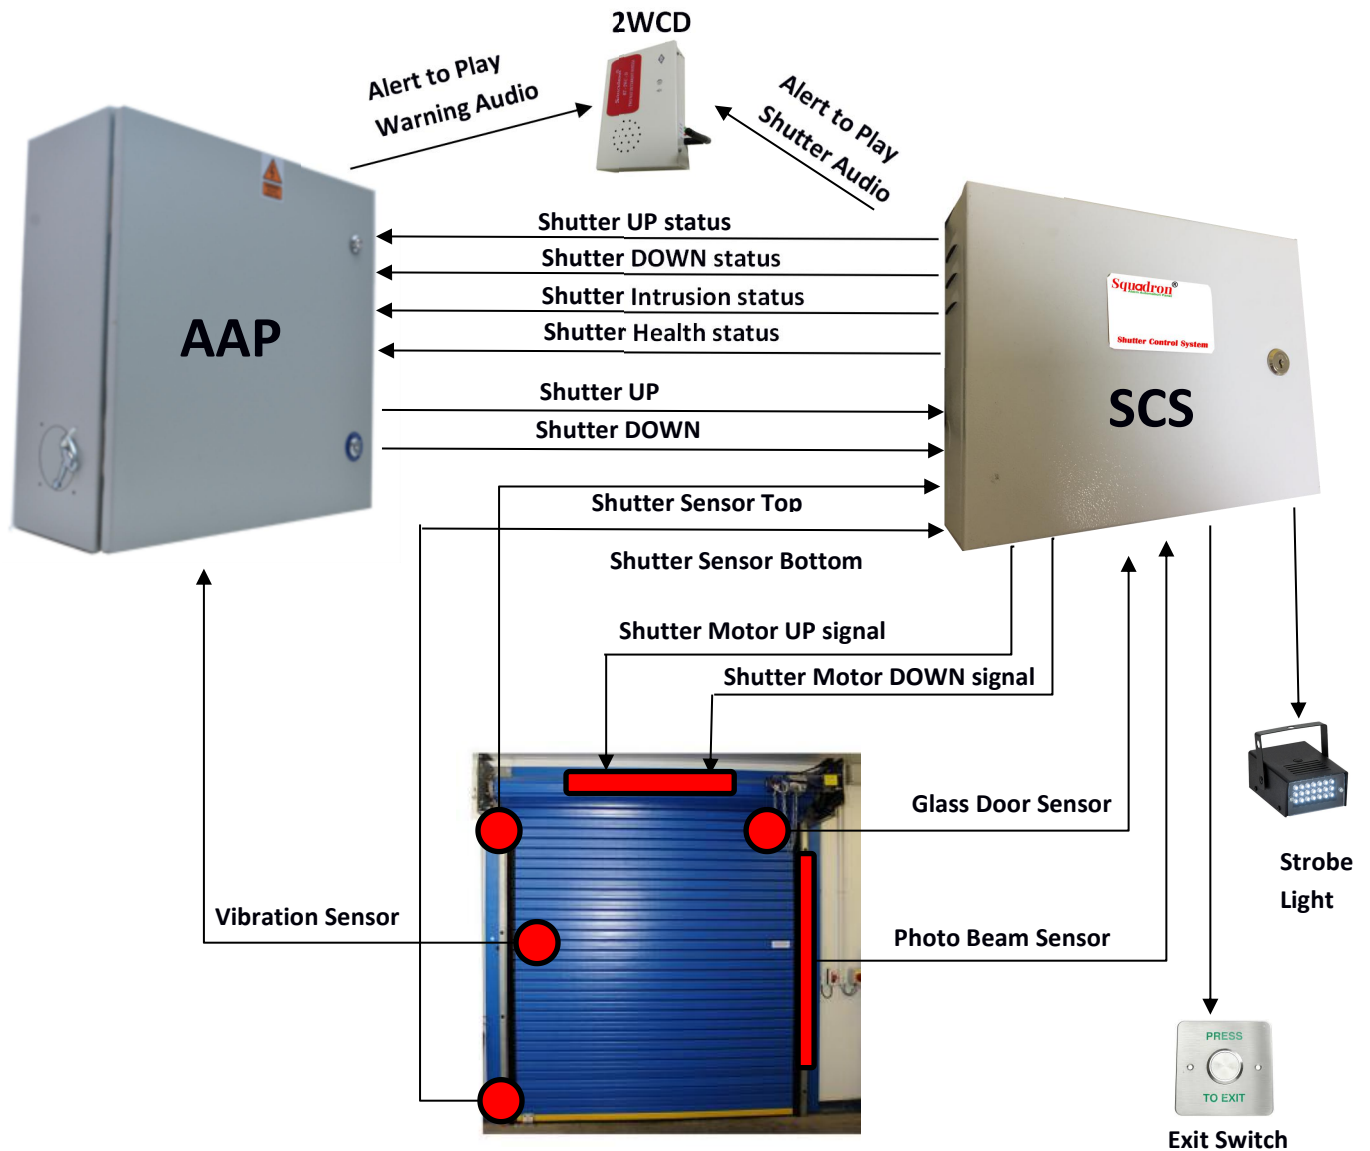 2WCD
Alert to Play
Warning Audio
Alert to Play
Shutter Audio
Shutter UP status
Shutter DOWN status
Shutter Intrusion status
Shutter Health status
Shutter UP
Shutter DOWN
AAP
Squadron®
Shutter Control System
SCS
Shutter Sensor Top
Shutter Sensor Bottom
Shutter Motor UP signal
Shutter Motor DOWN signal
Glass Door Sensor
Strobe
Light
Vibration Sensor
Photo Beam Sensor
PRESS
TO EXIT
Exit Switch